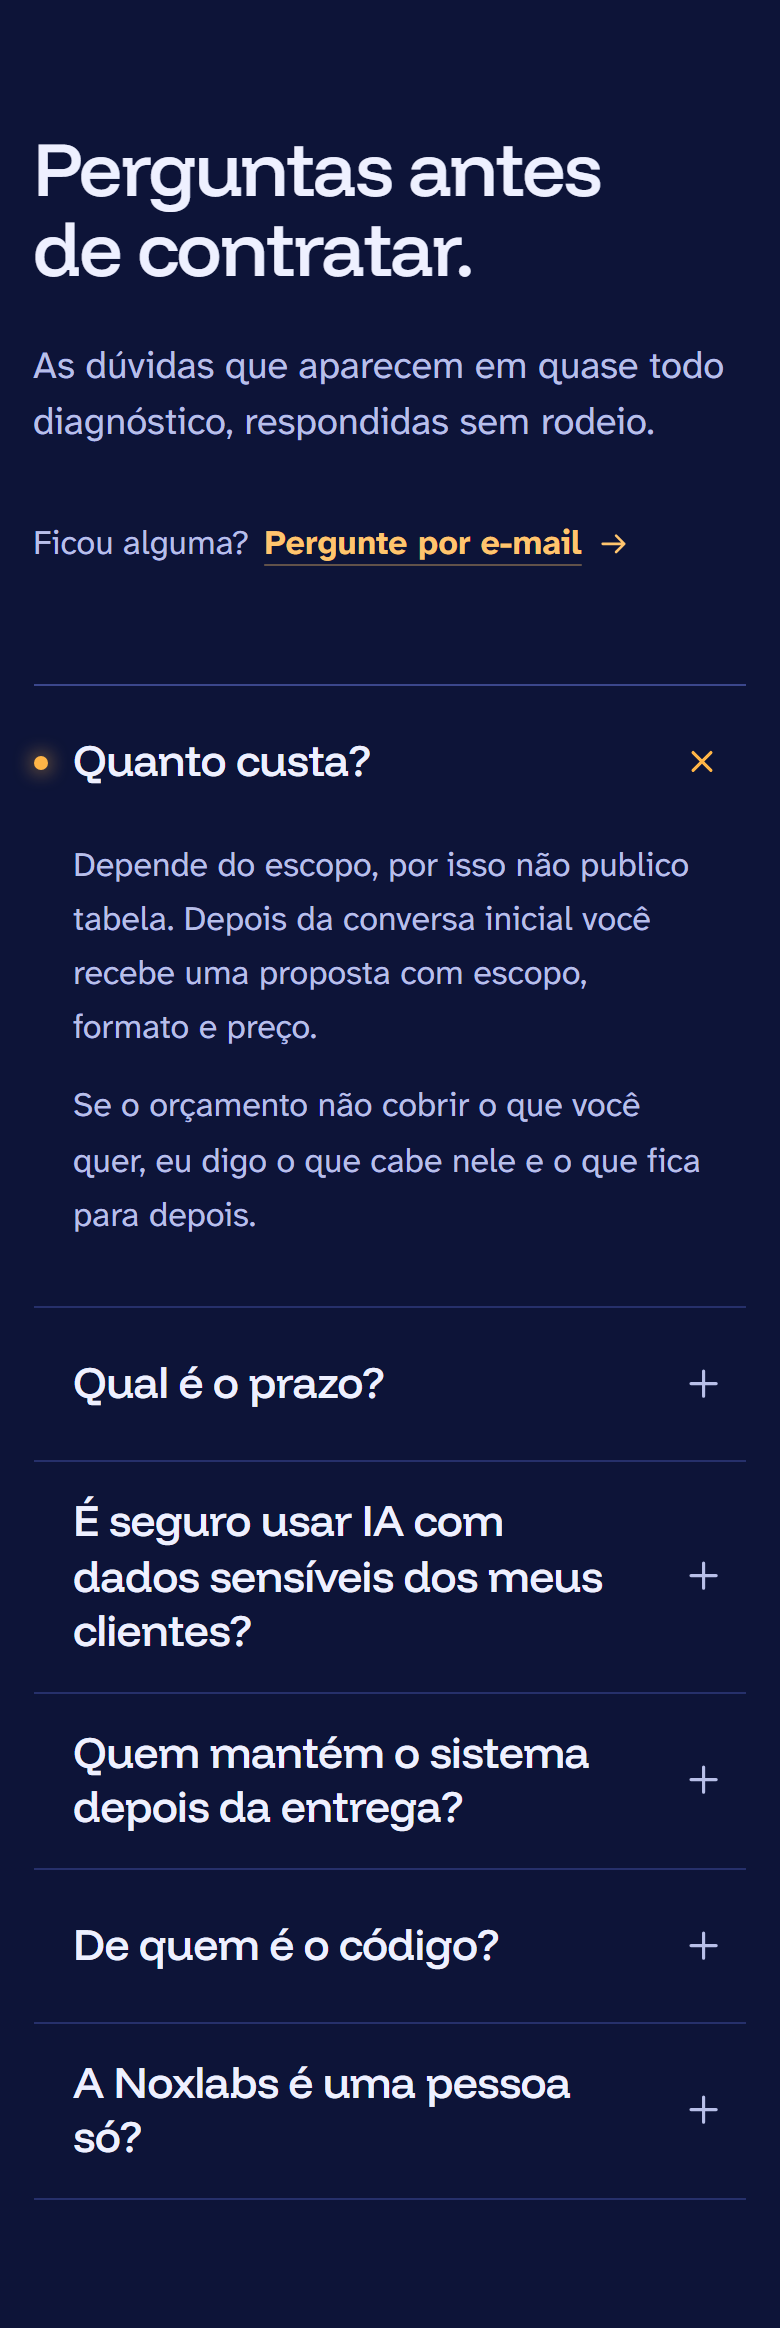 Perguntas antes
de contratar.
As dúvidas que aparecem em quase todo
diagnóstico, respondidas sem rodeio.
Ficou alguma? Pergunte por e-mail →
Quanto custa?
Depende do escopo, por isso não publico
tabela. Depois da conversa inicial você
recebe uma proposta com escopo,
formato e preço.
Se o orçamento não cobrir o que você
quer, eu digo o que cabe nele e o que fica
para depois.
Qual é o prazo?
É seguro usar IA com
dados sensíveis dos meus
clientes?
Quem mantém o sistema
depois da entrega?
De quem é o código?
A Noxlabs é uma pessoa
só?